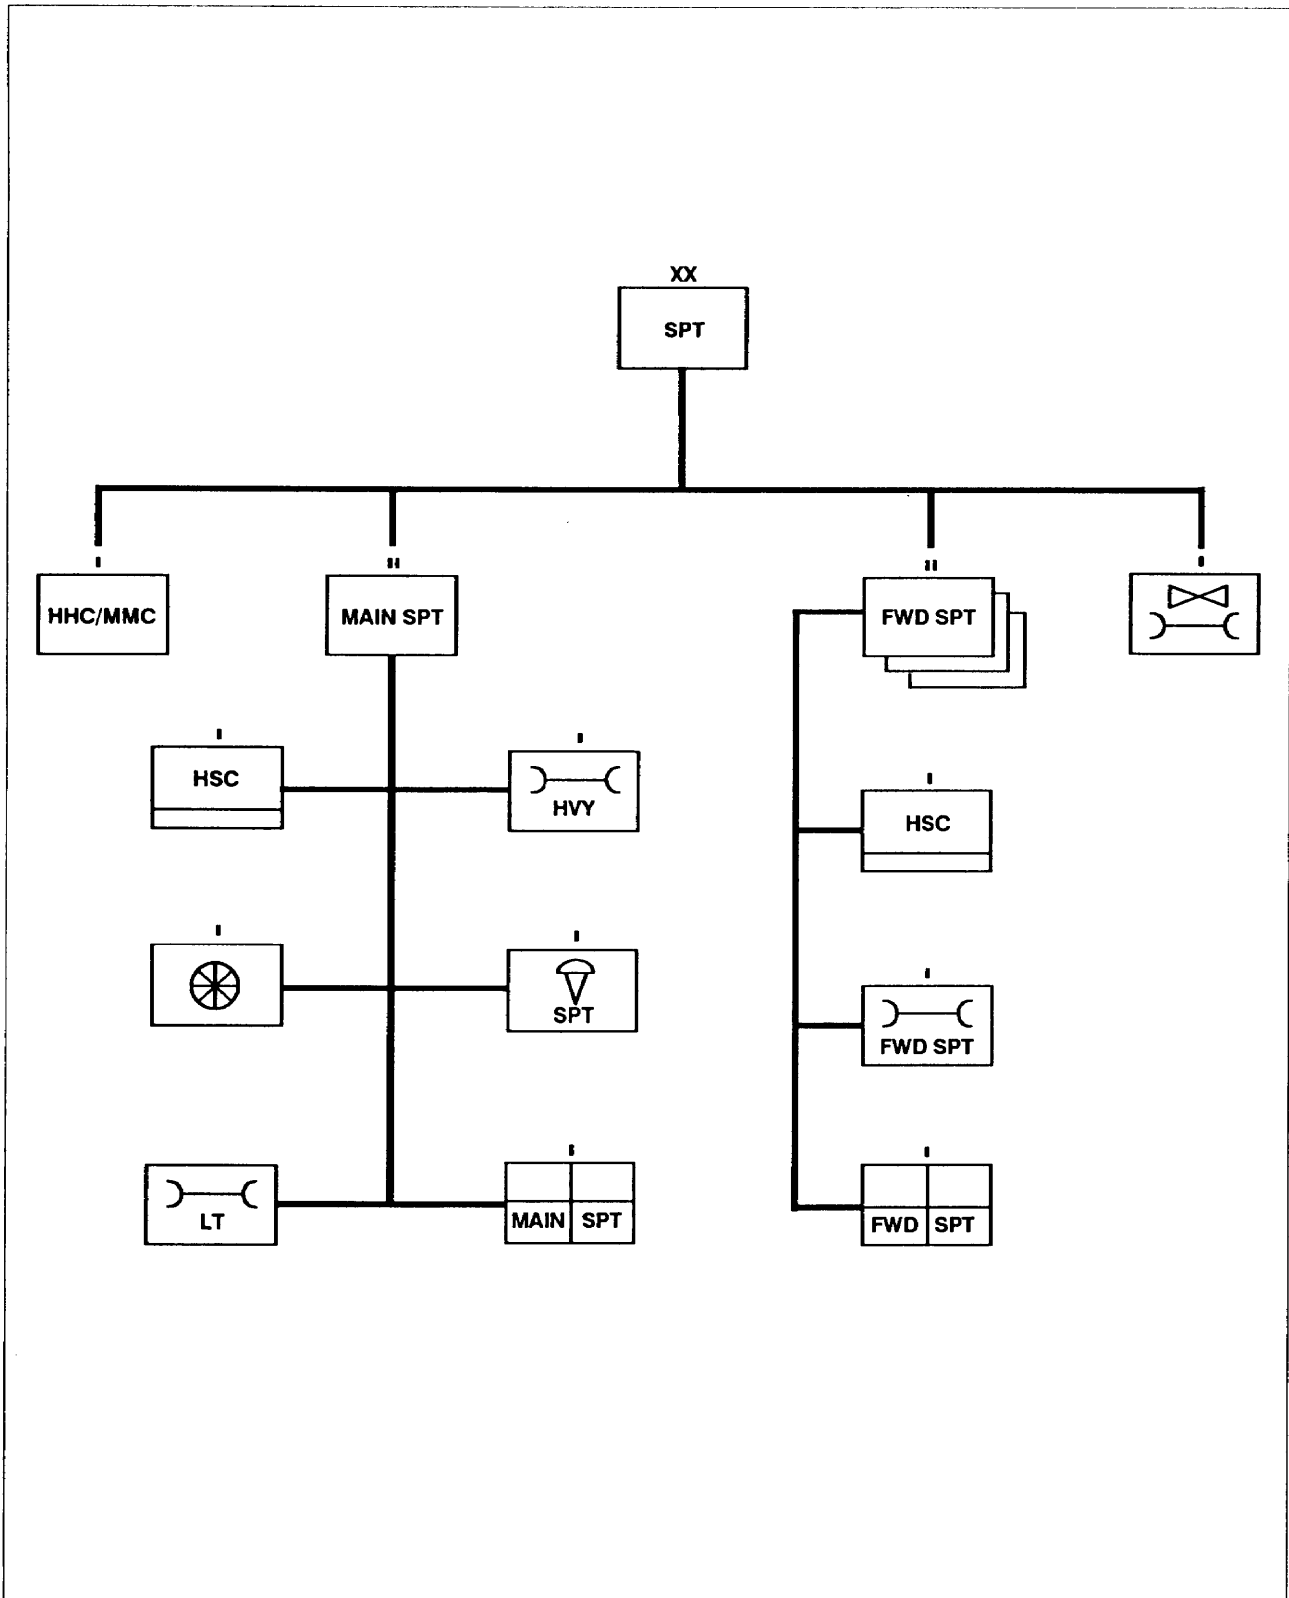 XX
SPT
I
HHC/MMC
II
MAIN SPT
II
FWD SPT
I
I
HSC
I
HVY
I
HSC
I
I
SPT
I
FWD SPT
LT
I
MAIN SPT
I
FWD SPT